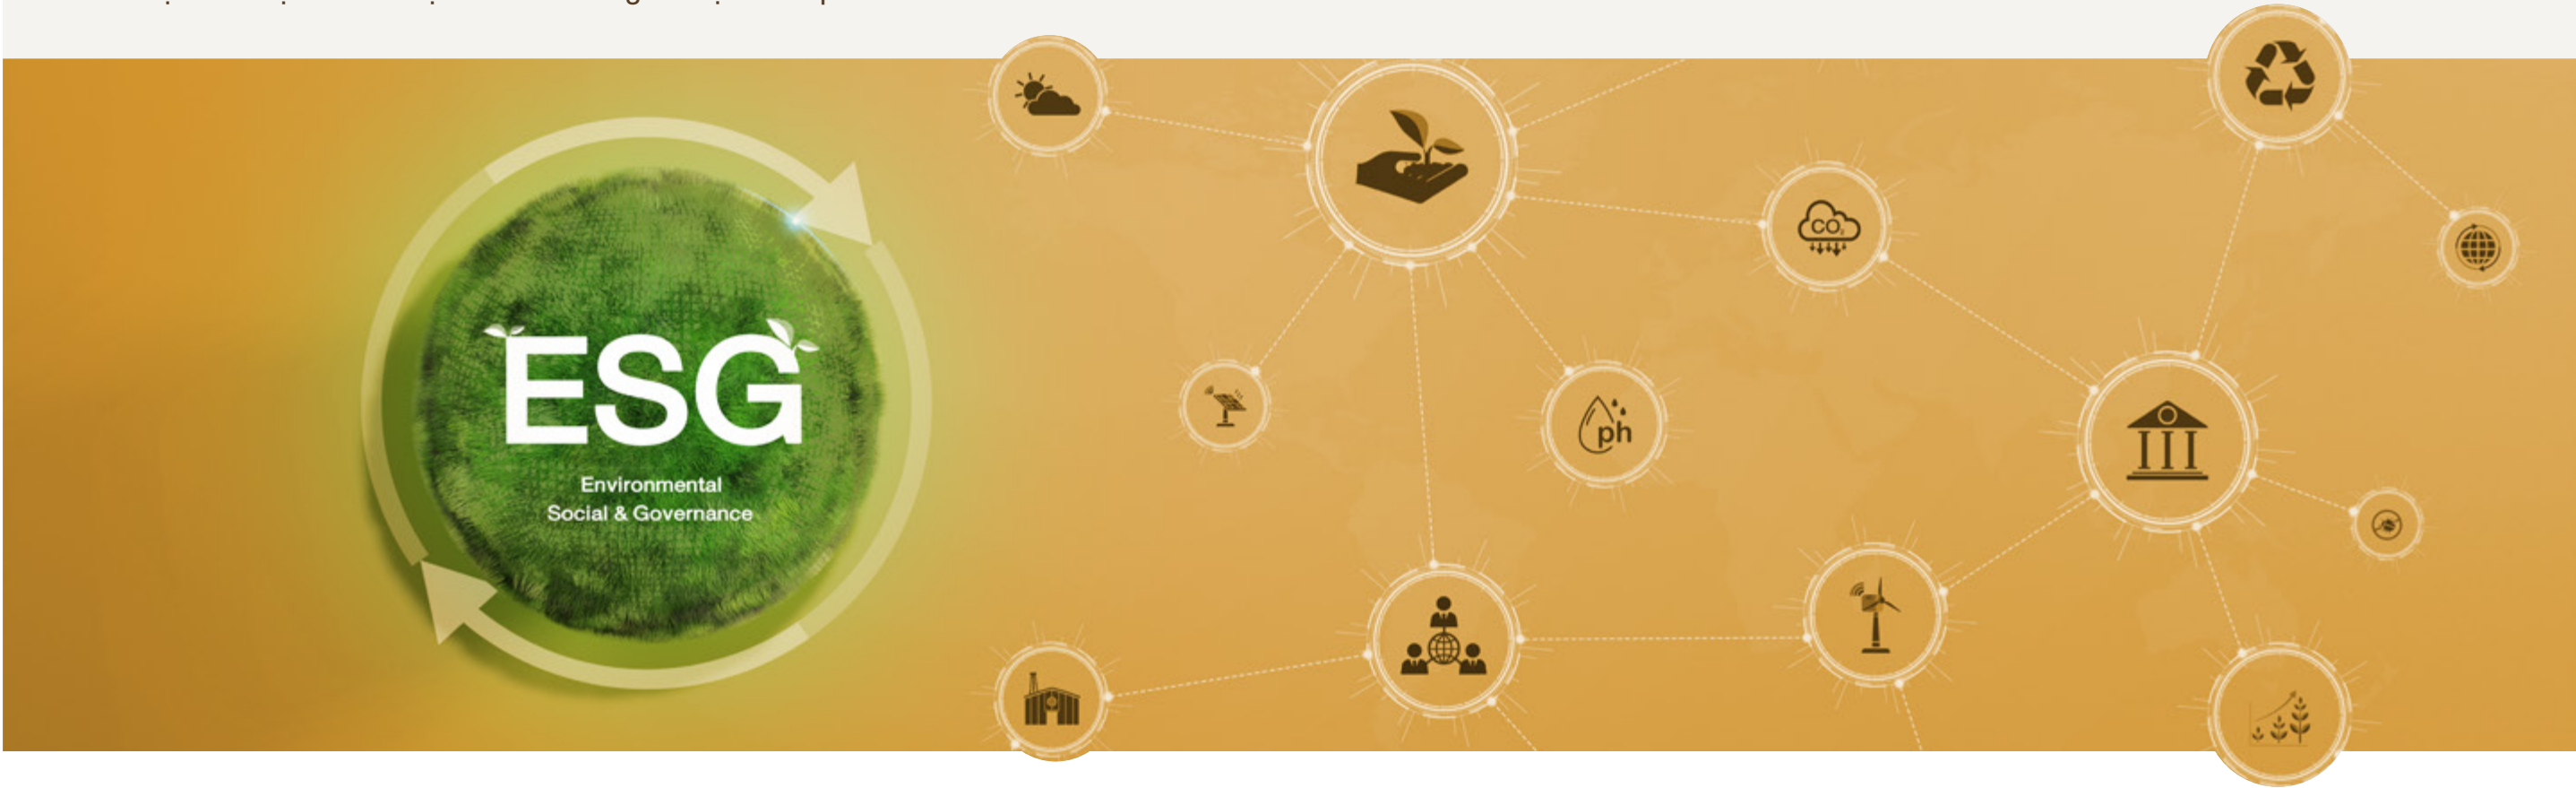 ESG
Environmental
Social & Governance
CO₂
ph